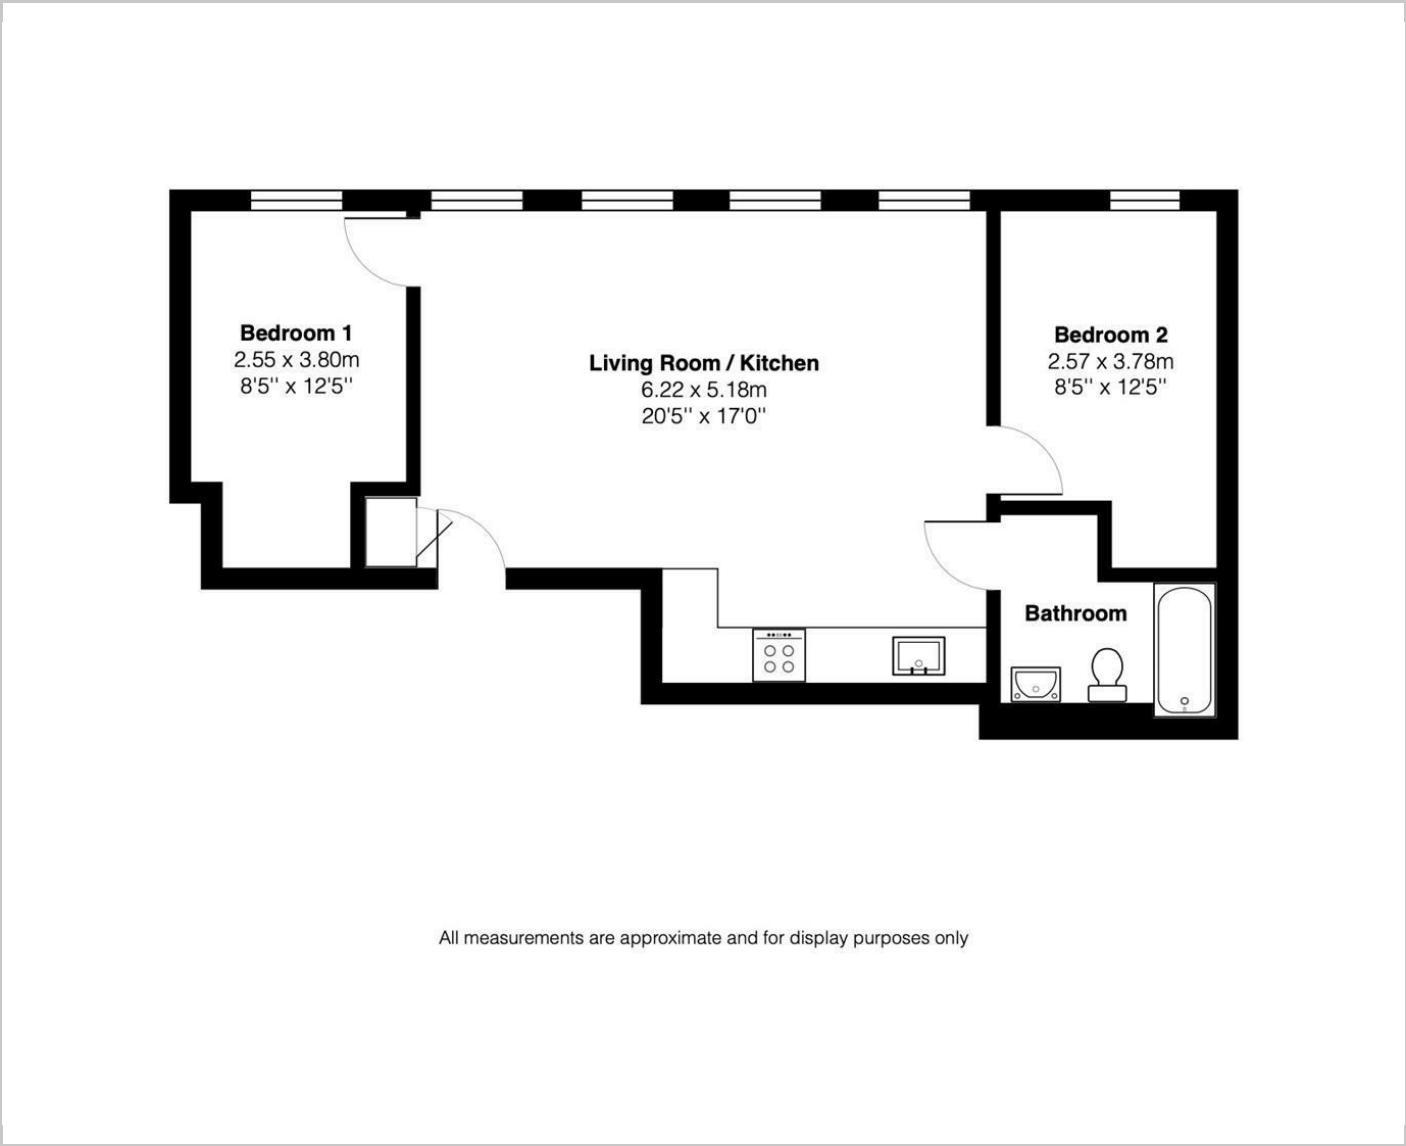 Bedroom 1
2.55 x 3.80m
8'5'' x 12'5''
Living Room / Kitchen
6.22 x 5.18m
20'5'' x 17'0''
Bedroom 2
2.57 x 3.78m
8'5'' x 12'5''
Bathroom
All measurements are approximate and for display purposes only